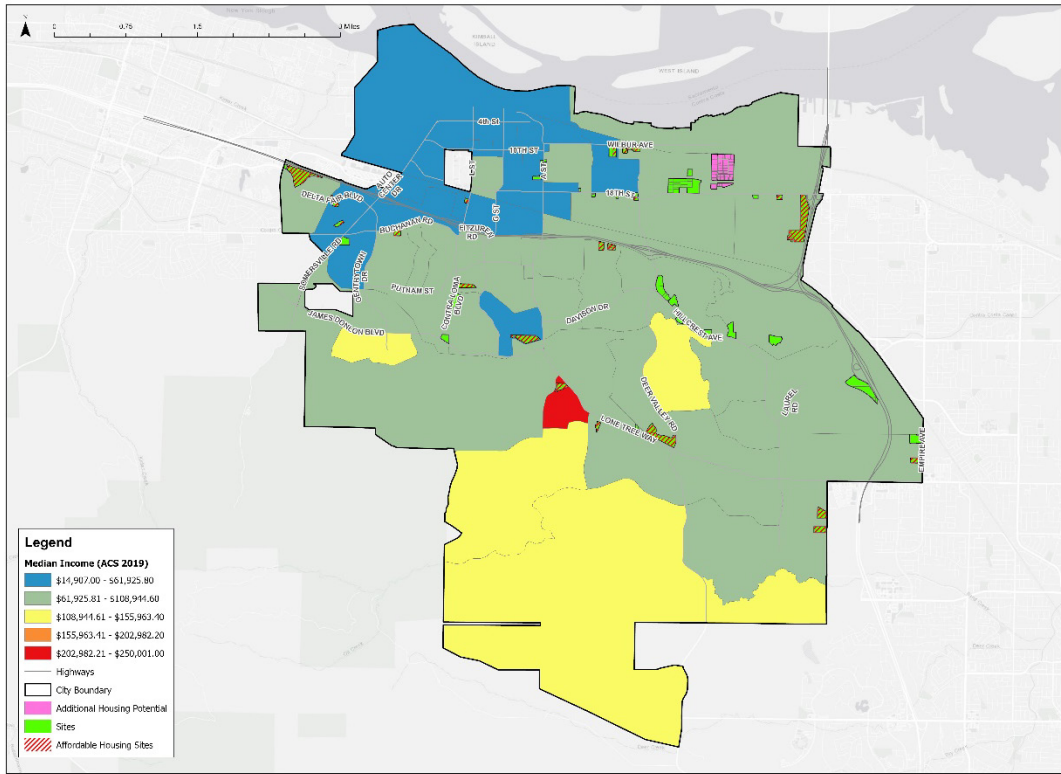 N
0 0.75 1.5 3 Miles
KIMBALL
ISLAND
WEST ISLAND
4th ST
WILBUR AVE
18TH ST
L ST
A ST
18TH ST
AUTO
CENTER
DR
DELTA FAIR BLVD
G ST
BUCHANAN RD
FITZUREN
RD
SOMERSVILLE RD
GENTRYTOWN
DR
PUTNAM ST
CONTRA LOMA
BLVD
DAVISON DR
HILLCREST AVE
JAMES DONLON BLVD
DEER VALLEY RD
LAUREL
RD
LONE TREE WAY
EMPIRE AVE
Legend
Median Income (ACS 2019)
$14,907.00 - $61,925.80
$61,925.81 - $108,944.60
$108,944.61 - $155,963.40
$155,963.41 - $202,982.20
$202,982.21 - $250,001.00
Highways
City Boundary
Additional Housing Potential
Sites
Affordable Housing Sites